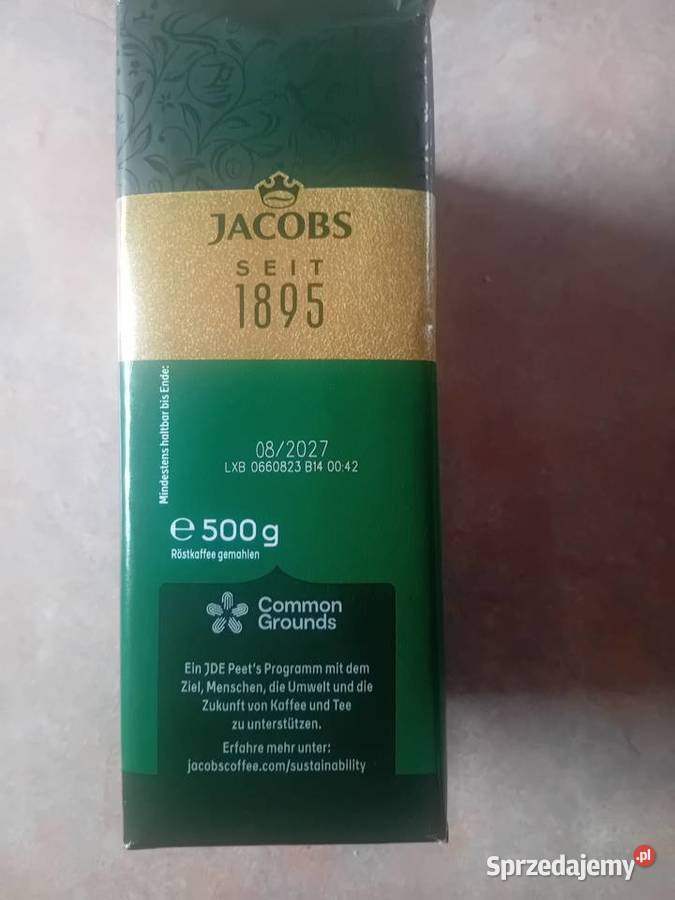 JACOBS
SEIT
1895
Mindestens haltbar bis Ende:
08/2027
LXB 0660823 B14 00:42
℮ 500 g
Röstkaffee gemahlen
Common
Grounds
Ein JDE Peet's Programm mit dem
Ziel, Menschen, die Umwelt und die
Zukunft von Kaffee und Tee
zu unterstützen.
Erfahre mehr unter:
jacobscoffee.com/sustainability
Sprzedajemy.pl